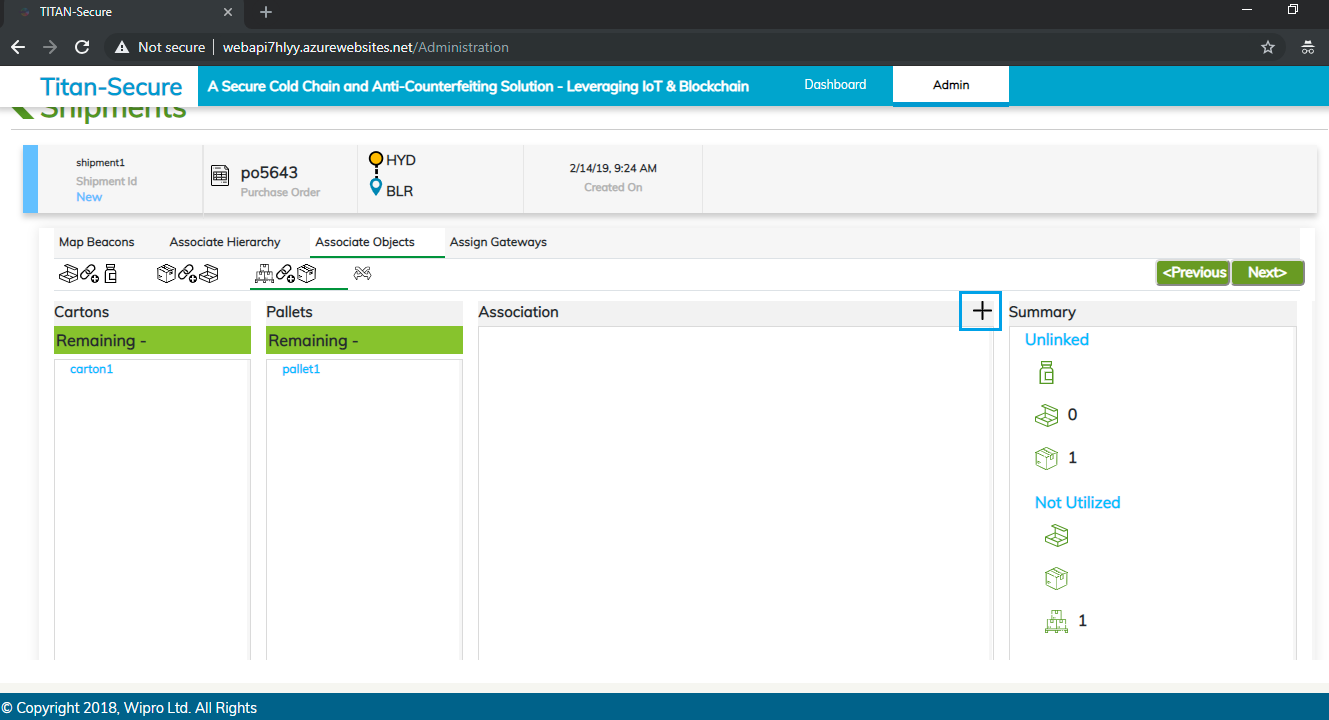 TITAN-Secure
Not secure | webapi7hlyy.azurewebsites.net/Administration
Titan-Secure
A Secure Cold Chain and Anti-Counterfeiting Solution - Leveraging IoT & Blockchain
Dashboard
Admin
Shipments
shipment1
Shipment Id
New
po5643
Purchase Order
HYD
BLR
2/14/19, 9:24 AM
Created On
Map Beacons
Associate Hierarchy
Associate Objects
Assign Gateways
<Previous
Next>
Cartons
Remaining -
carton1
Pallets
Remaining -
pallet1
Association
Summary
Unlinked
0
1
Not Utilized
1
© Copyright 2018, Wipro Ltd. All Rights